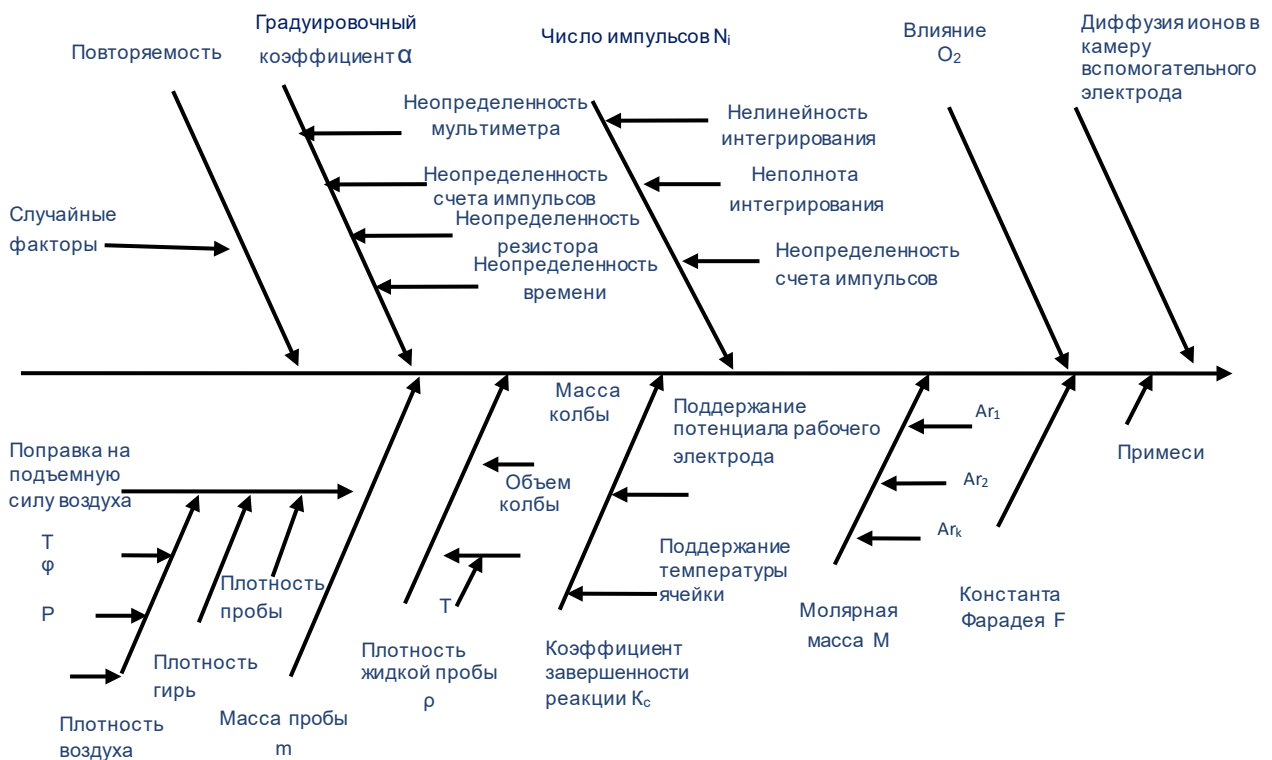 Повторяемость
Градуировочный
коэффициент α
Число импульсов Ni
Влияние
O2
Диффузия ионов в
камеру
вспомогательного
электрода
Неопределенность
мультиметра
Неопределенность
счета импульсов
Неопределенность
резистора
Неопределенность
времени
Нелинейность
интегрирования
Неполнота
интегрирования
Неопределенность
счета импульсов
Случайные
факторы
Масса
колбы
Объем
колбы
Поддержание
потенциала рабочего
электрода
Поддержание
температуры
ячейки
Ar1
Ar2
Ark
Примеси
Поправка на
подъемную
силу воздуха
T
φ
P
Плотность
пробы
T
Плотность
гирь
Плотность
воздуха
Масса пробы
m
Плотность
жидкой пробы
ρ
Коэффициент
завершенности
реакции Kc
Молярная
масса M
Константа
Фарадея F